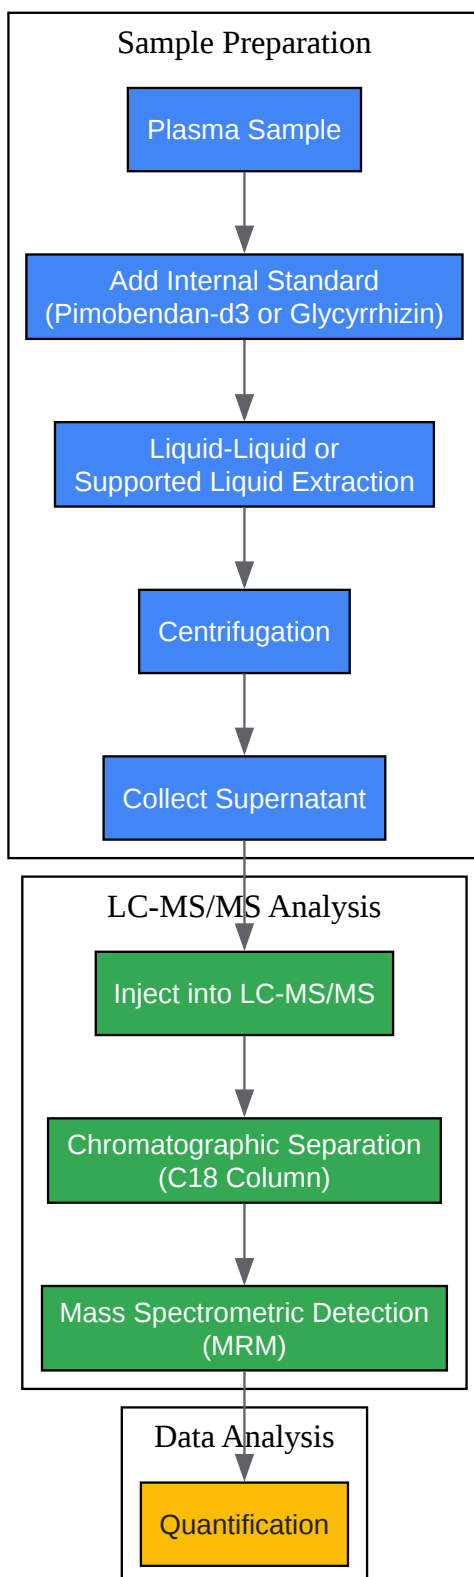 Sample Preparation
Plasma Sample
Add Internal Standard
(Pimobendan-d3 or Glycyrrhizin)
Liquid-Liquid or
Supported Liquid Extraction
Centrifugation
Collect Supernatant
LC-MS/MS Analysis
Inject into LC-MS/MS
Chromatographic Separation
(C18 Column)
Mass Spectrometric Detection
(MRM)
Data Analysis
Quantification